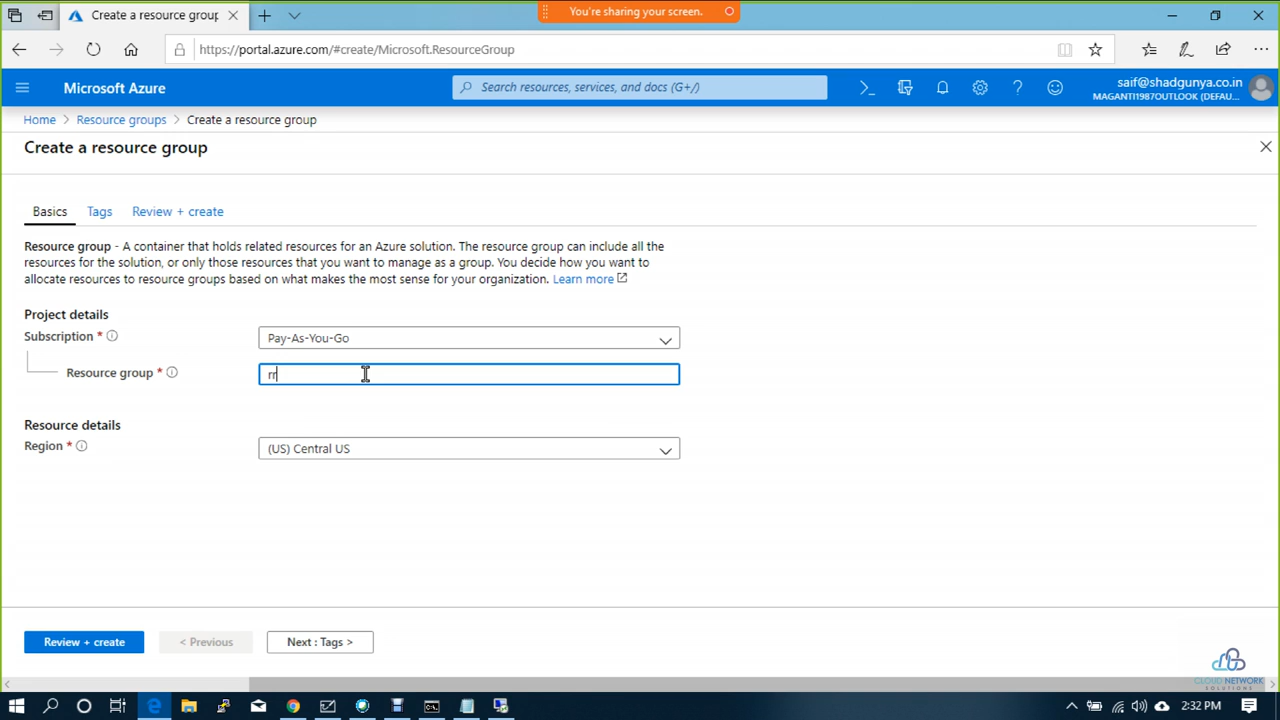 Create a resource group
You're sharing your screen.
https://portal.azure.com/#create/Microsoft.ResourceGroup
Microsoft Azure
Search resources, services, and docs (G+/)
saif@shadgunya.co.in
MAGANTI1987OUTLOOK (DEFAU...
Home > Resource groups > Create a resource group
Create a resource group
Basics Tags Review + create
Resource group - A container that holds related resources for an Azure solution. The resource group can include all the
resources for the solution, or only those resources that you want to manage as a group. You decide how you want to
allocate resources to resource groups based on what makes the most sense for your organization. Learn more
Project details
Subscription * Pay-As-You-Go
Resource group * rr
Resource details
Region * (US) Central US
Review + create < Previous Next : Tags >
CLOUD NETWORK
SOLUTIONS
2:32 PM